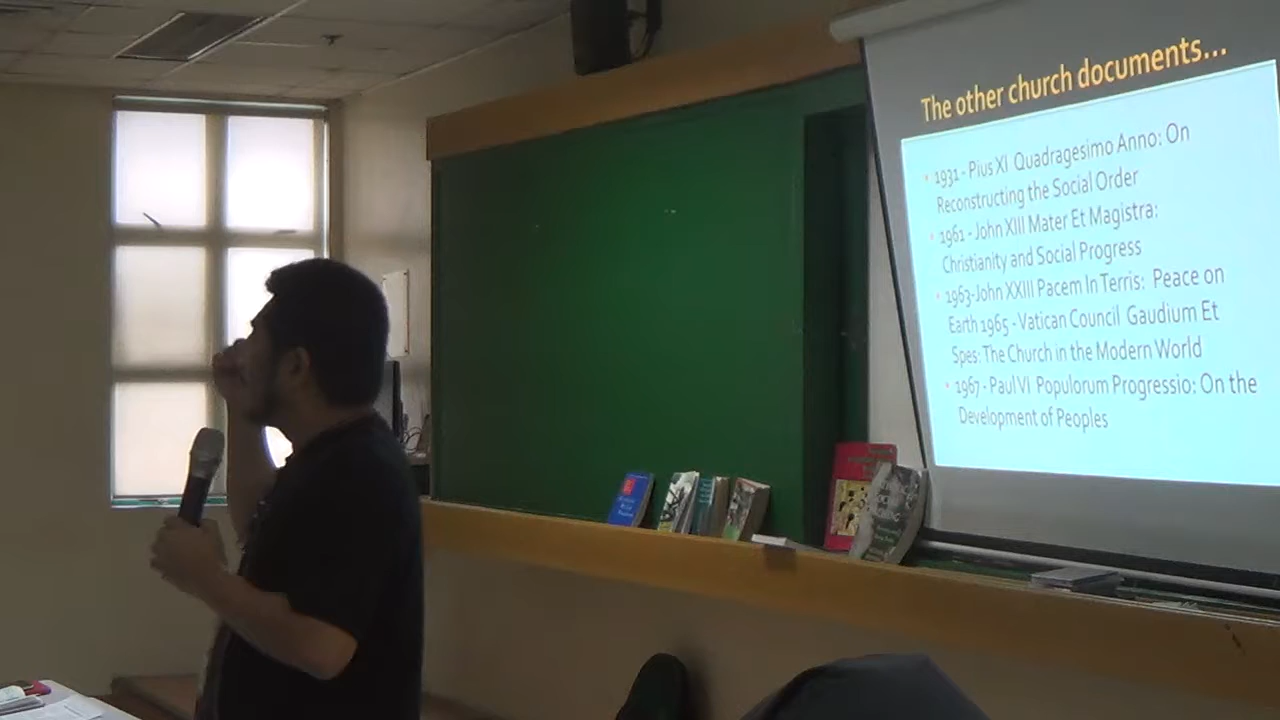 The other church documents...
1931 - Pius XI Quadragesimo Anno: On
Reconstructing the Social Order
1961 - John XIII Mater Et Magistra:
Christianity and Social Progress
1963-John XXIII Pacem In Terris: Peace on
Earth 1965 - Vatican Council Gaudium Et
Spes: The Church in the Modern World
1967 - Paul VI Populorum Progressio: On the
Development of Peoples